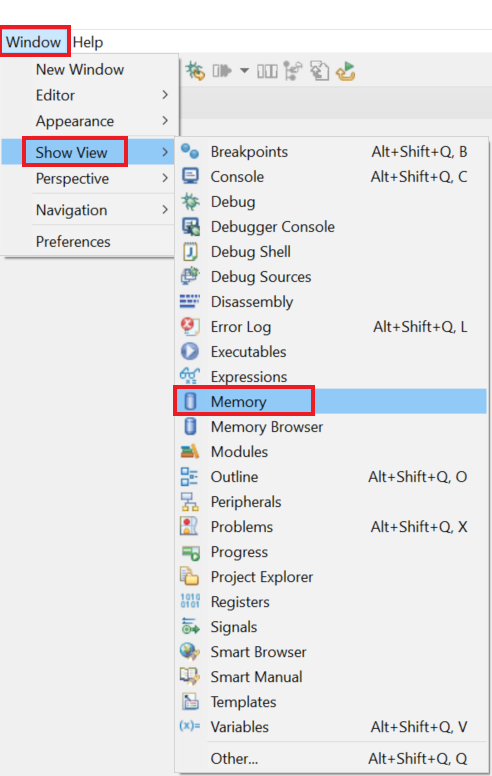 Window Help
New Window
Editor
Appearance
Show View
Perspective
Navigation
Preferences
Breakpoints Alt+Shift+Q, B
Console Alt+Shift+Q, C
Debug
Debugger Console
Debug Shell
Debug Sources
Disassembly
Error Log Alt+Shift+Q, L
Executables
Expressions
Memory
Memory Browser
Modules
Outline Alt+Shift+Q, O
Peripherals
Problems Alt+Shift+Q, X
Progress
Project Explorer
Registers
Signals
Smart Browser
Smart Manual
Templates
Variables Alt+Shift+Q, V
Other... Alt+Shift+Q, Q